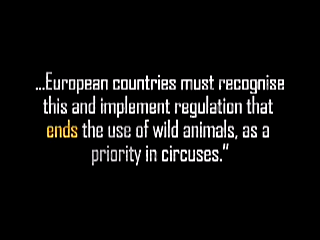 ...European countries must recognise
this and implement regulation that
ends the use of wild animals, as a
priority in circuses.”